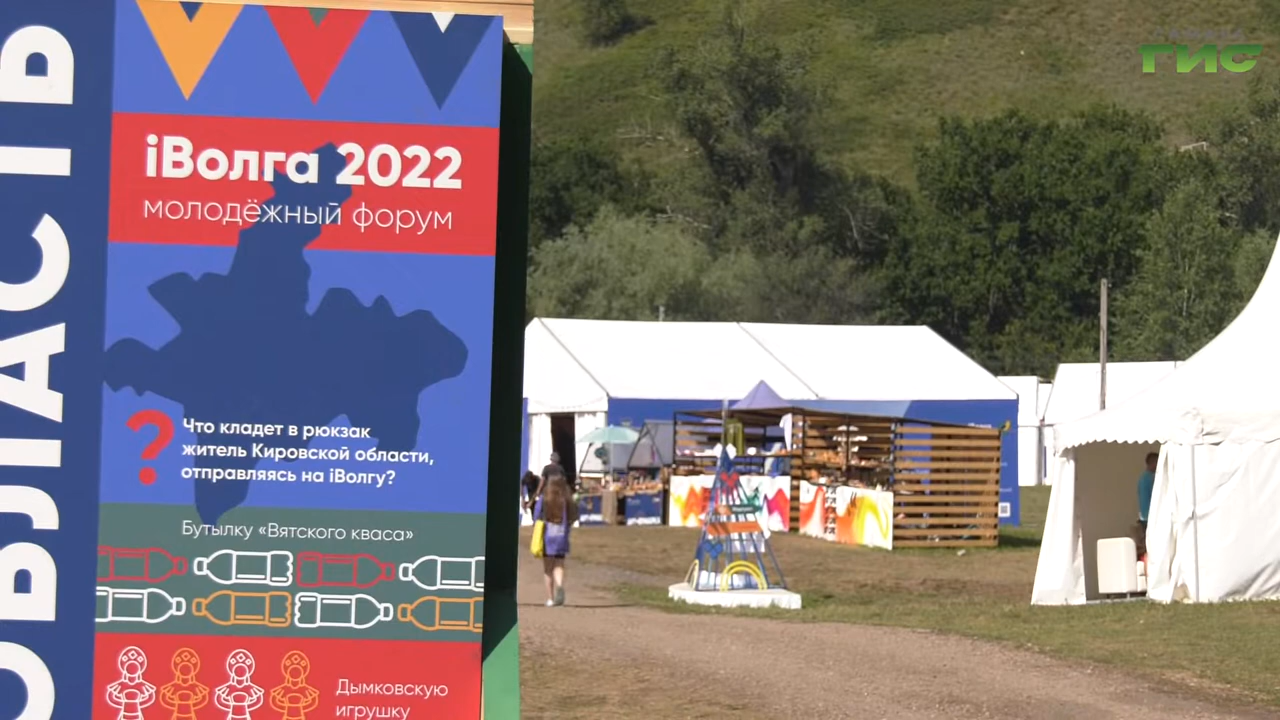 ОБЛАСТЬ
iВолга 2022
молодёжный форум
?
Что кладет в рюкзак
житель Кировской области,
отправляясь на iВолгу?
Бутылку «Вятского кваса»
Дымковскую
игрушку
САМАРА
ГИС